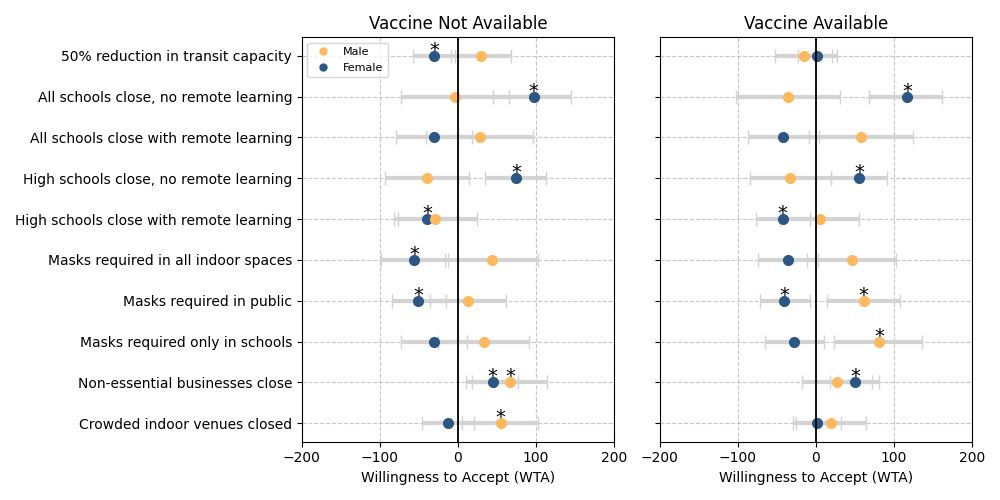 Vaccine Not Available
Vaccine Available
Male
Female
50% reduction in transit capacity
All schools close, no remote learning
All schools close with remote learning
High schools close, no remote learning
High schools close with remote learning
Masks required in all indoor spaces
Masks required in public
Masks required only in schools
Non-essential businesses close
Crowded indoor venues closed
* 
* *
* *
* *
*
* *
*
* * *
*
−200 −100 0 100 200
−200 −100 0 100 200
Willingness to Accept (WTA)
Willingness to Accept (WTA)